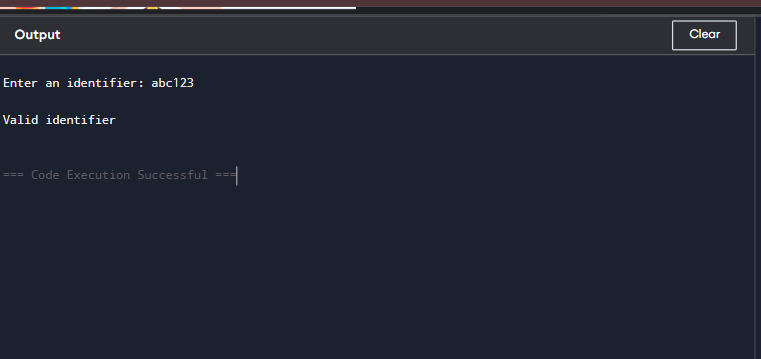 Output
Clear
Enter an identifier: abc123
Valid identifier
=== Code Execution Successful ===